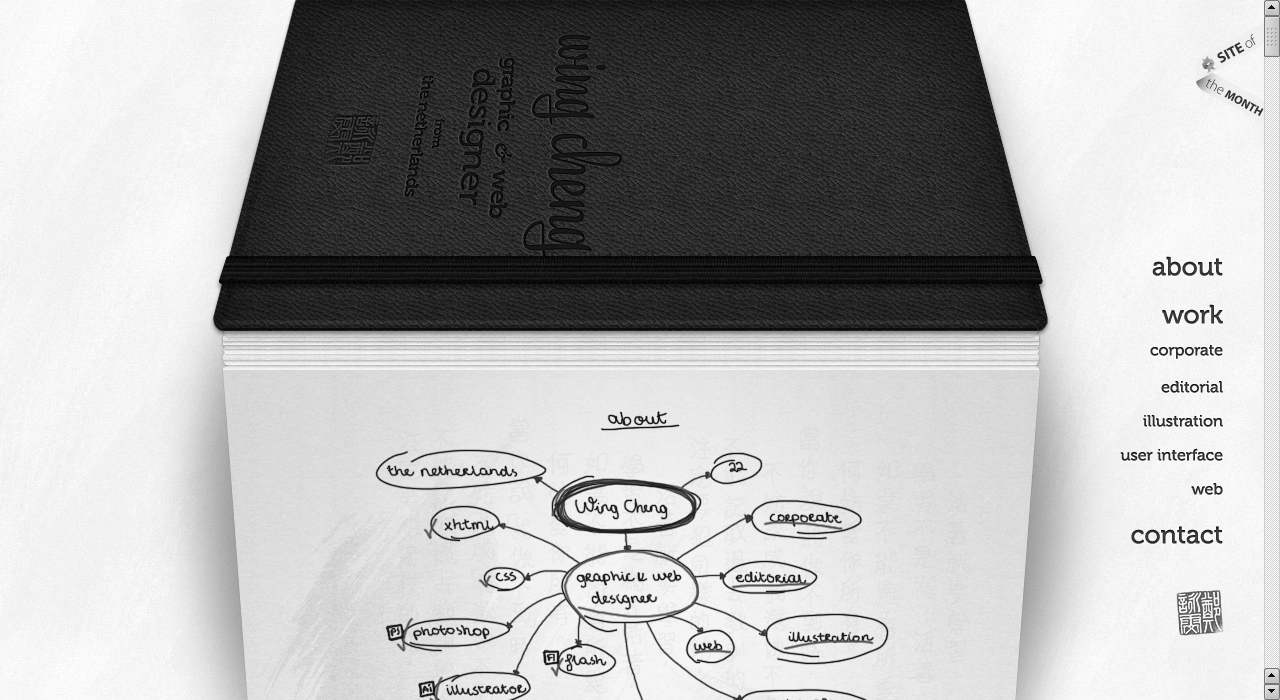 wing cheng
graphic & web
designer
from
the netherlands
SITE of
the MONTH
about
work
corporate
editorial
illustration
user interface
web
contact
about
the netherlands
22
Wing Cheng
xhtml
corporate
css
graphic & web
designer
editorial
Ps
photoshop
web
illustration
Fl
flash
Ai
illustrator